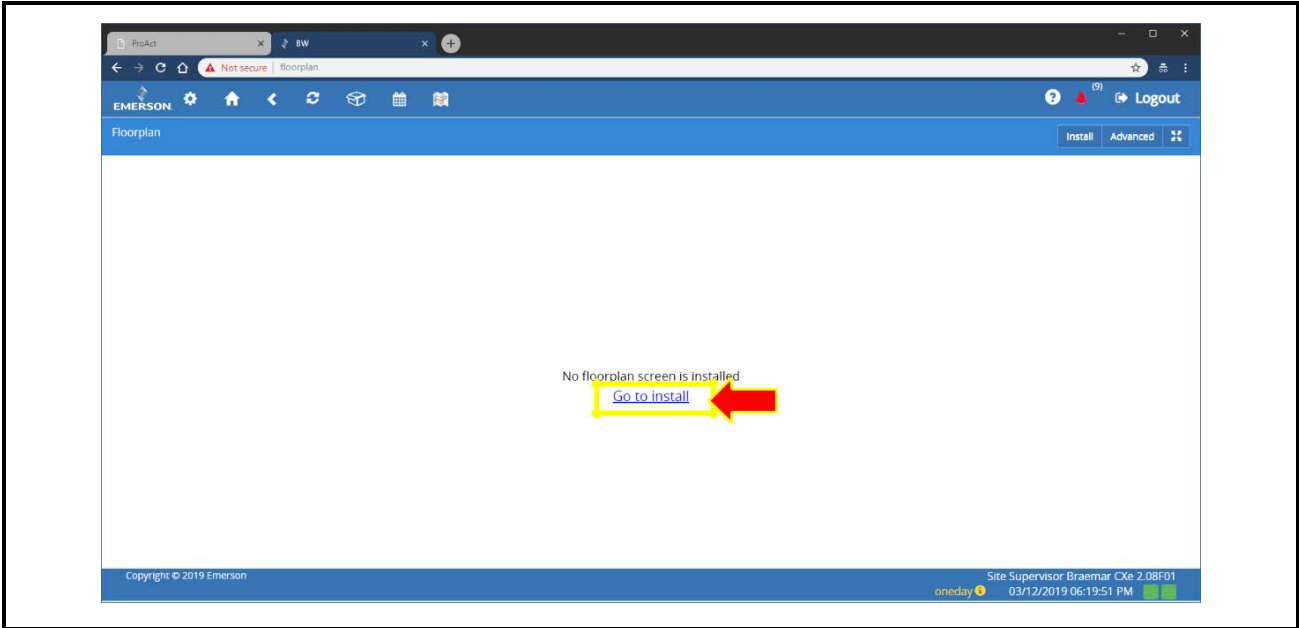 ProAct
BW
Not secure | floorplan
EMERSON
(9)
Logout
Floorplan
Install
Advanced
No floorplan screen is installed
Go to install
Copyright © 2019 Emerson
Site Supervisor Braemar CXe 2.08F01
oneday 03/12/2019 06:19:51 PM